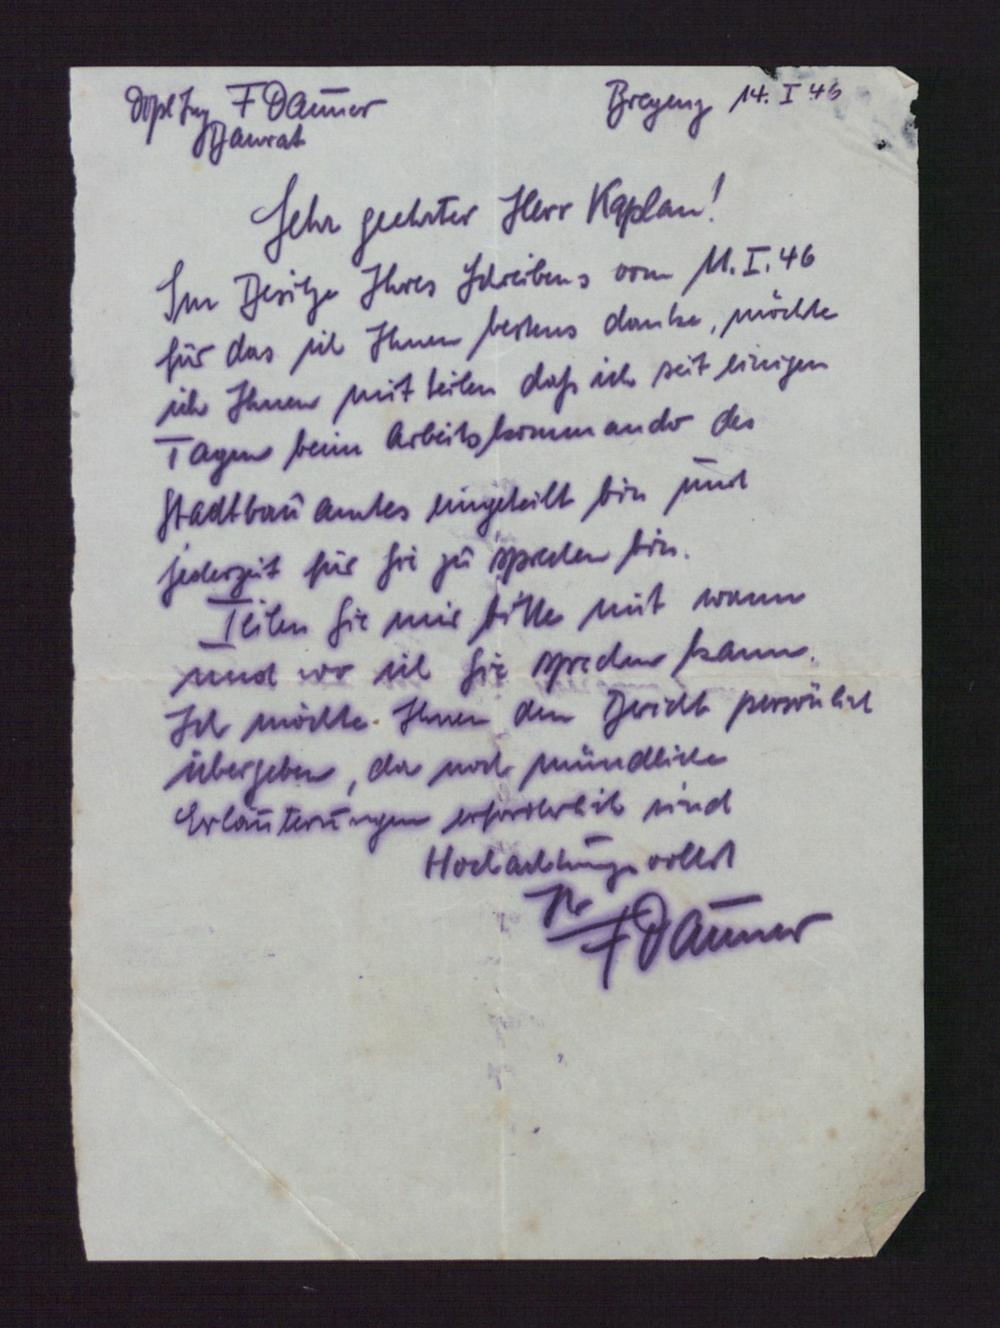 Dipl Ing F Dauner Bregenz 14. I 46
Baurat
Sehr geehrter Herr Kaplan!
Im Besitze Ihres Schreibens vom 11. I. 46
für das ich Ihnen bestens danke, möchte
ich Ihnen mitteilen daß ich seit einigen
Tagen beim Arbeitskommando des
Stadtbauamtes eingeteilt bin und
jederzeit für Sie zu sprechen bin.
Teilen Sie mir bitte mit wann
und wo ich Sie sprechen kann.
Ich möchte Ihnen den Bericht persönlich
übergeben, da noch mündliche
Erläuterungen erforderlich sind
Hochachtungsvollst
Ihr
F Dauner